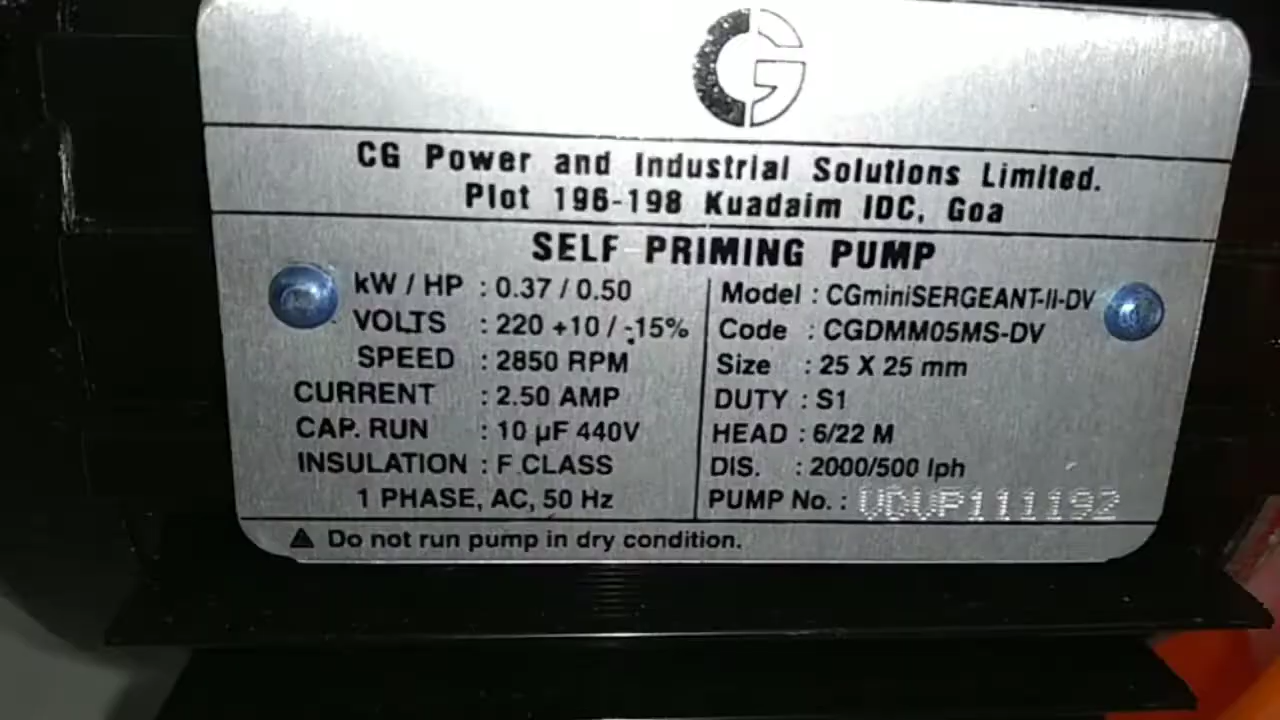 CG Power and Industrial Solutions Limited.
Plot 196-198 Kuadaim IDC, Goa
SELF PRIMING PUMP
kW / HP : 0.37 / 0.50
VOLTS : 220 +10 / -15%
SPEED : 2850 RPM
CURRENT : 2.50 AMP
CAP. RUN : 10 µF 440V
INSULATION : F CLASS
1 PHASE, AC, 50 Hz
Model : CGminiSERGEANT-II-DV
Code : CGDMM05MS-DV
Size : 25 X 25 mm
DUTY : S1
HEAD : 6/22 M
DIS. : 2000/500 lph
PUMP No. : VDVP111192
Do not run pump in dry condition.